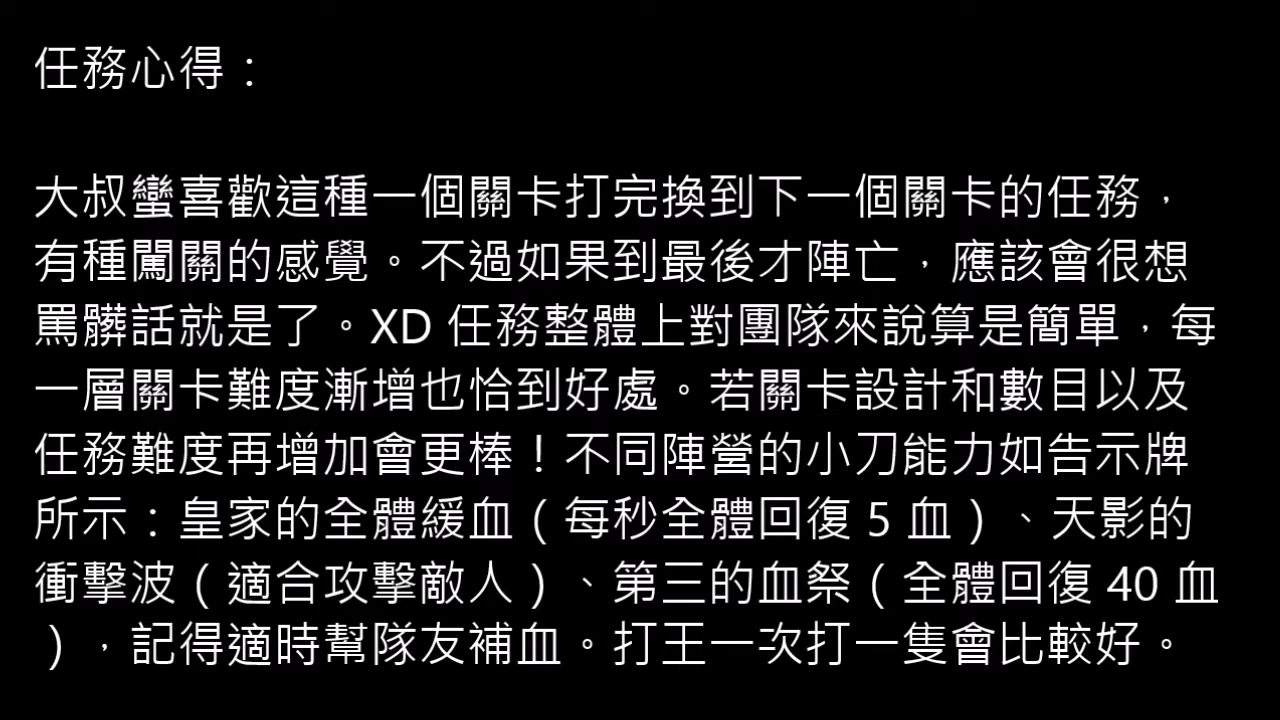 任務心得：
大叔蠻喜歡這種一個關卡打完換到下一個關卡的任務，
有種闖關的感覺。不過如果到最後才陣亡，應該會很想
罵髒話就是了。XD 任務整體上對團隊來說算是簡單，每
一層關卡難度漸增也恰到好處。若關卡設計和數目以及
任務難度再增加會更棒！不同陣營的小刀能力如告示牌
所示：皇家的全體緩血（每秒全體回復 5 血）、天影的
衝擊波（適合攻擊敵人）、第三的血祭（全體回復 40 血
），記得適時幫隊友補血。打王一次打一隻會比較好。